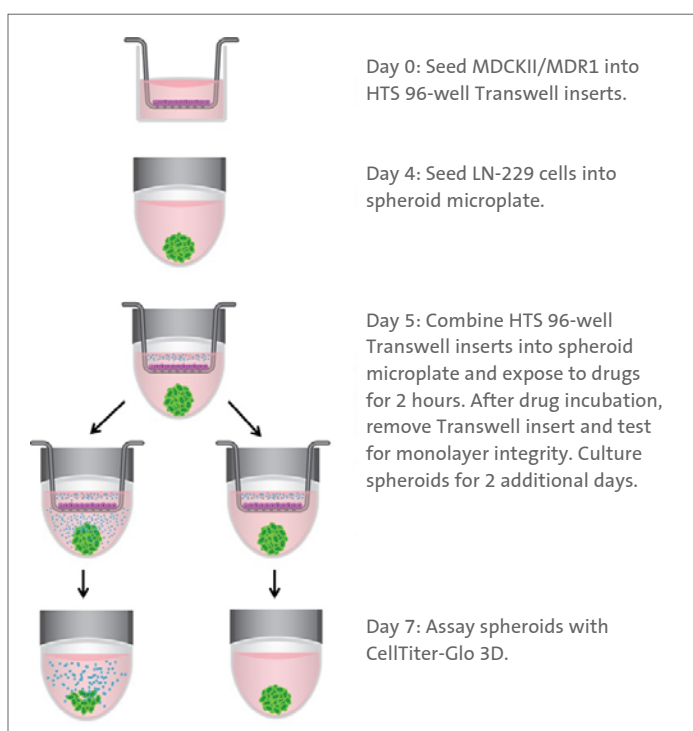 Day 0: Seed MDCKII/MDR1 into
HTS 96-well Transwell inserts.
Day 4: Seed LN-229 cells into
spheroid microplate.
Day 5: Combine HTS 96-well
Transwell inserts into spheroid
microplate and expose to drugs
for 2 hours. After drug incubation,
remove Transwell insert and test
for monolayer integrity. Culture
spheroids for 2 additional days.
Day 7: Assay spheroids with
CellTiter-Glo 3D.